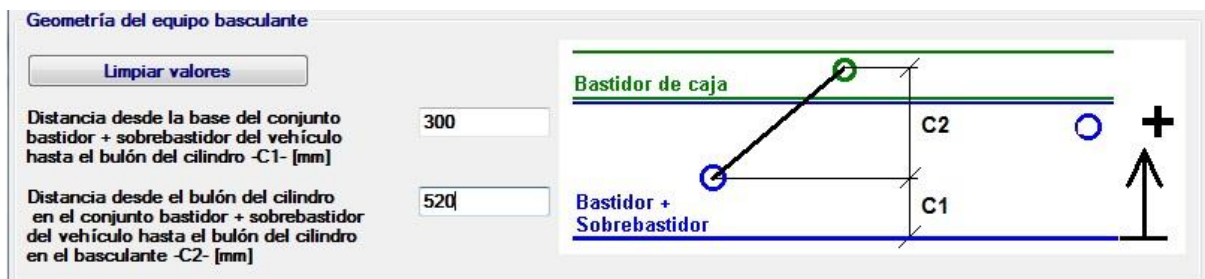 Geometría del equipo basculante
Limpiar valores
Distancia desde la base del conjunto
bastidor + sobrebastidor del vehículo
hasta el bulón del cilindro -C1- [mm]
300
Distancia desde el bulón del cilindro
en el conjunto bastidor + sobrebastidor
del vehículo hasta el bulón del cilindro
en el basculante -C2- [mm]
520
Bastidor de caja
C2
+
Bastidor +
Sobrebastidor
C1